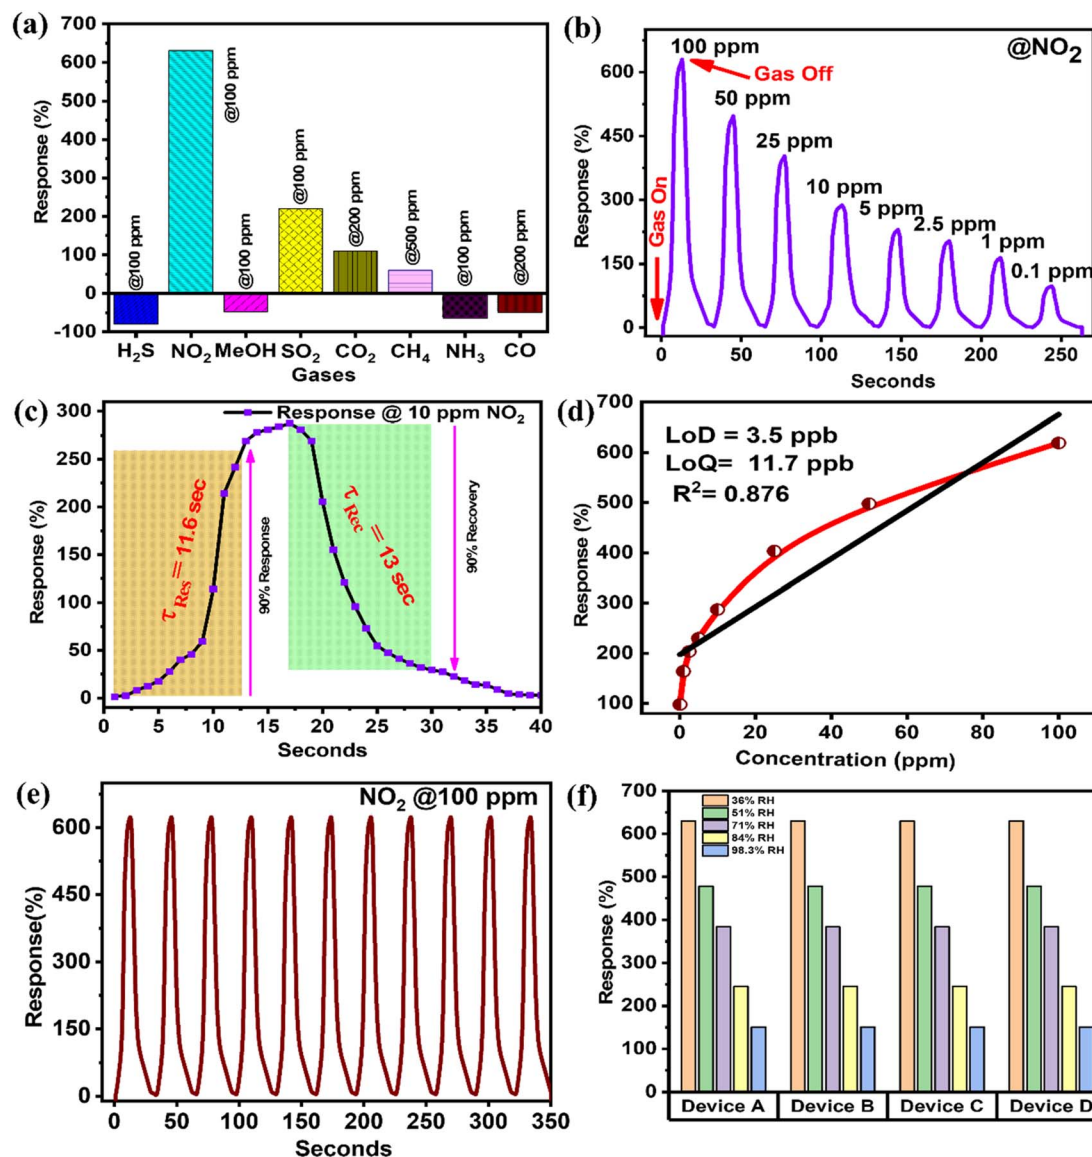 (a)
700
600
500
400
300
200
100
0
-100
Response (%)
@100 ppm
@100 ppm
@100 ppm
@100 ppm
@200 ppm
@500 ppm
@100 ppm
@200 ppm
H₂S NO₂ MeOH SO₂ CO₂ CH₄ NH₃ CO
Gases
(b)
@NO₂
100 ppm
Gas Off
50 ppm
25 ppm
10 ppm
5 ppm
2.5 ppm
1 ppm
0.1 ppm
Gas On
600
450
300
150
0
Response (%)
0 50 100 150 200 250
Seconds
(c)
Response @ 10 ppm NO₂
300
250
200
150
100
50
0
Response (%)
τ Res = 11.6 sec
90% Response
τ Rec = 13 sec
90% Recovery
0 10 20 30 40
Seconds
(d)
LoD = 3.5 ppb
LoQ= 11.7 ppb
R²= 0.876
700
600
500
400
300
200
100
Response (%)
0 20 40 60 80 100
Concentration (ppm)
(e)
NO₂ @100 ppm
600
450
300
150
0
Response(%)
0 50 100 150 200 250 300 350
Seconds
(f)
36% RH
51% RH
71% RH
84% RH
98.3% RH
700
600
500
400
300
200
100
0
Response (%)
Device A Device B Device C Device D